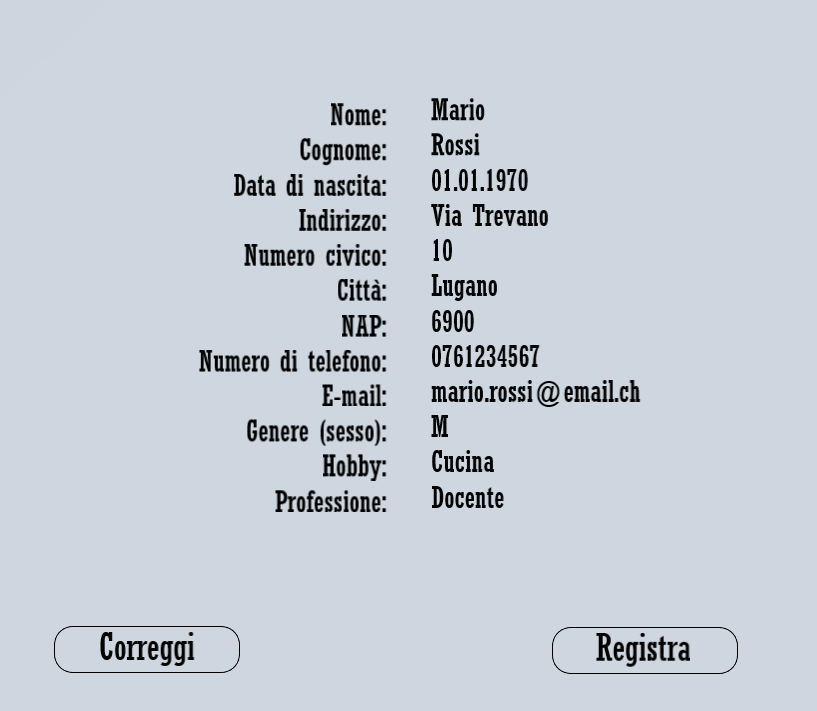 Nome: Mario
Cognome: Rossi
Data di nascita: 01.01.1970
Indirizzo: Via Trevano
Numero civico: 10
Città: Lugano
NAP: 6900
Numero di telefono: 0761234567
E-mail: mario.rossi@email.ch
Genere (sesso): M
Hobby: Cucina
Professione: Docente
Correggi Registra